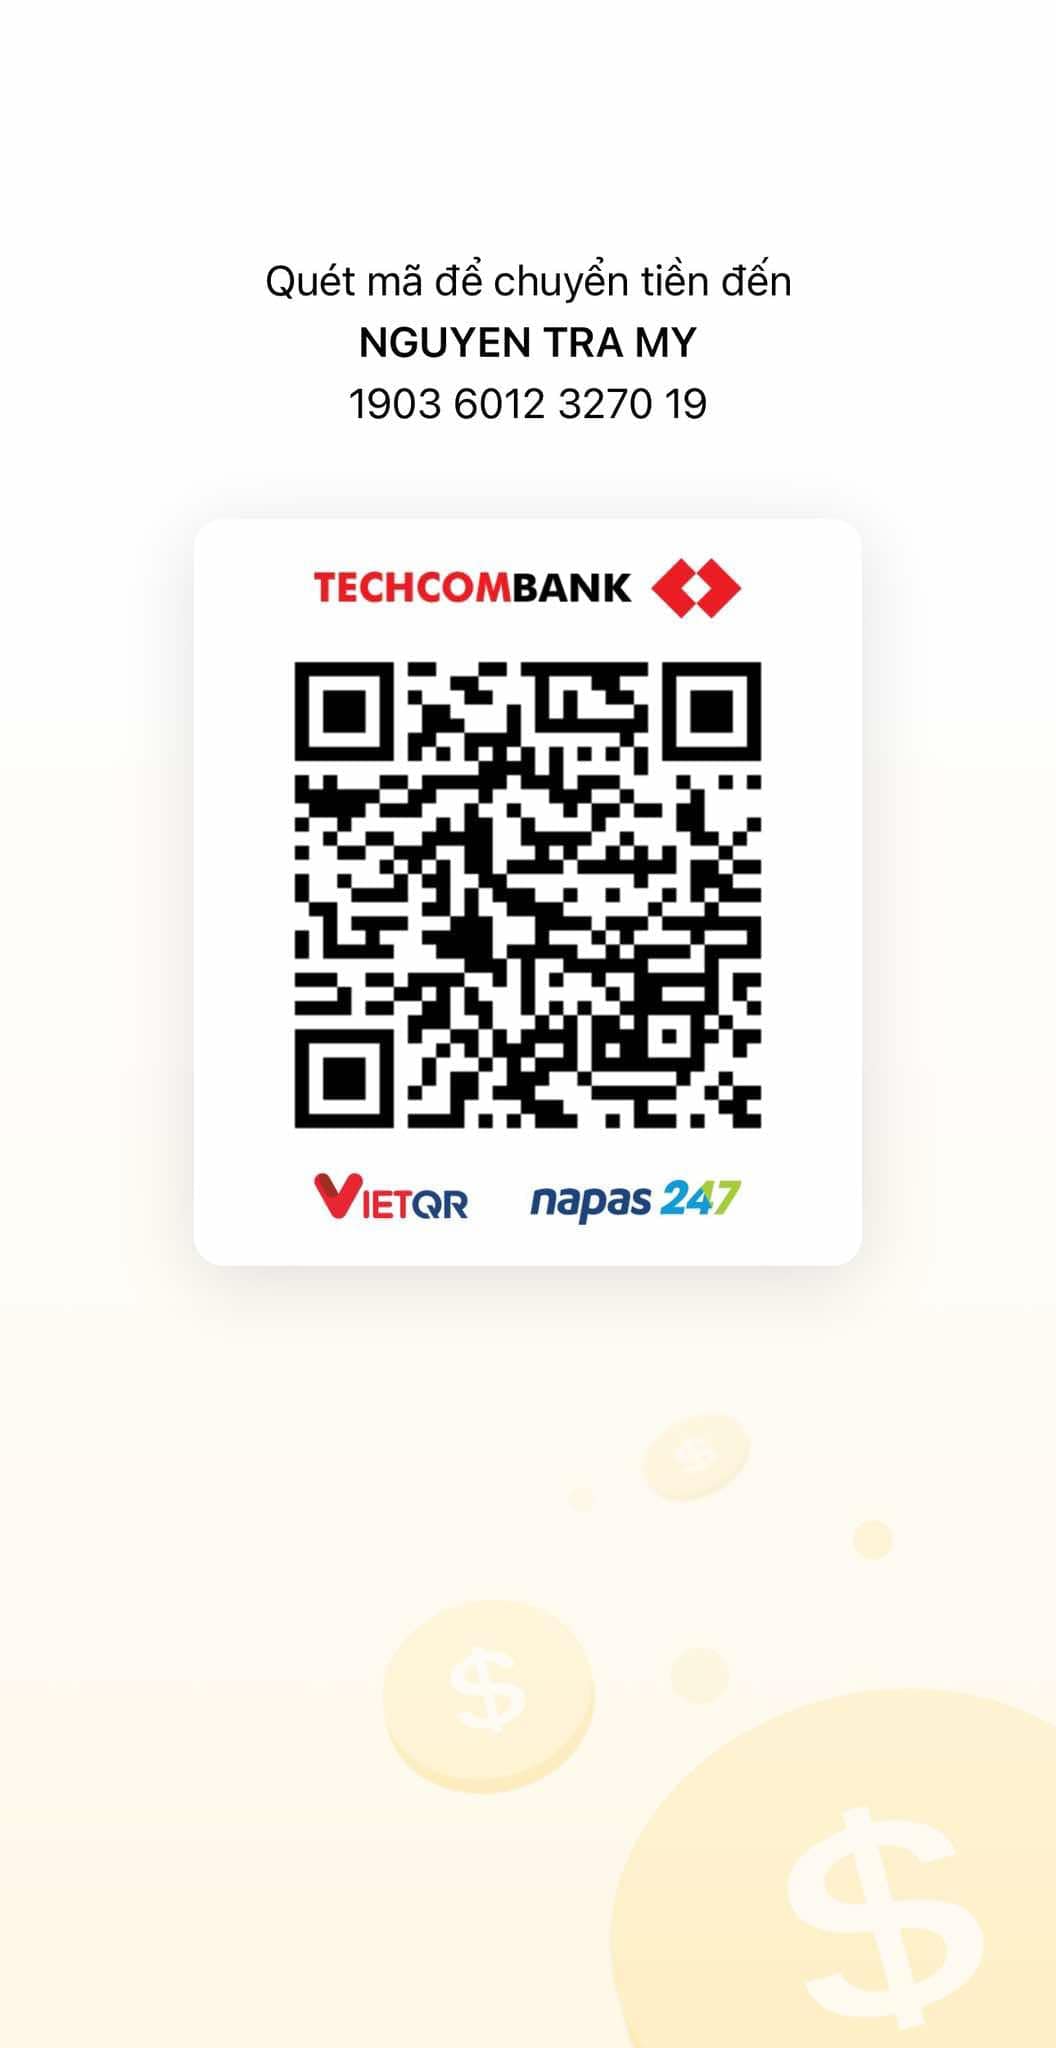 Quét mã để chuyển tiền đến
NGUYEN TRA MY
1903 6012 3270 19
TECHCOMBANK
VIETQR
napas 247
$
$
$